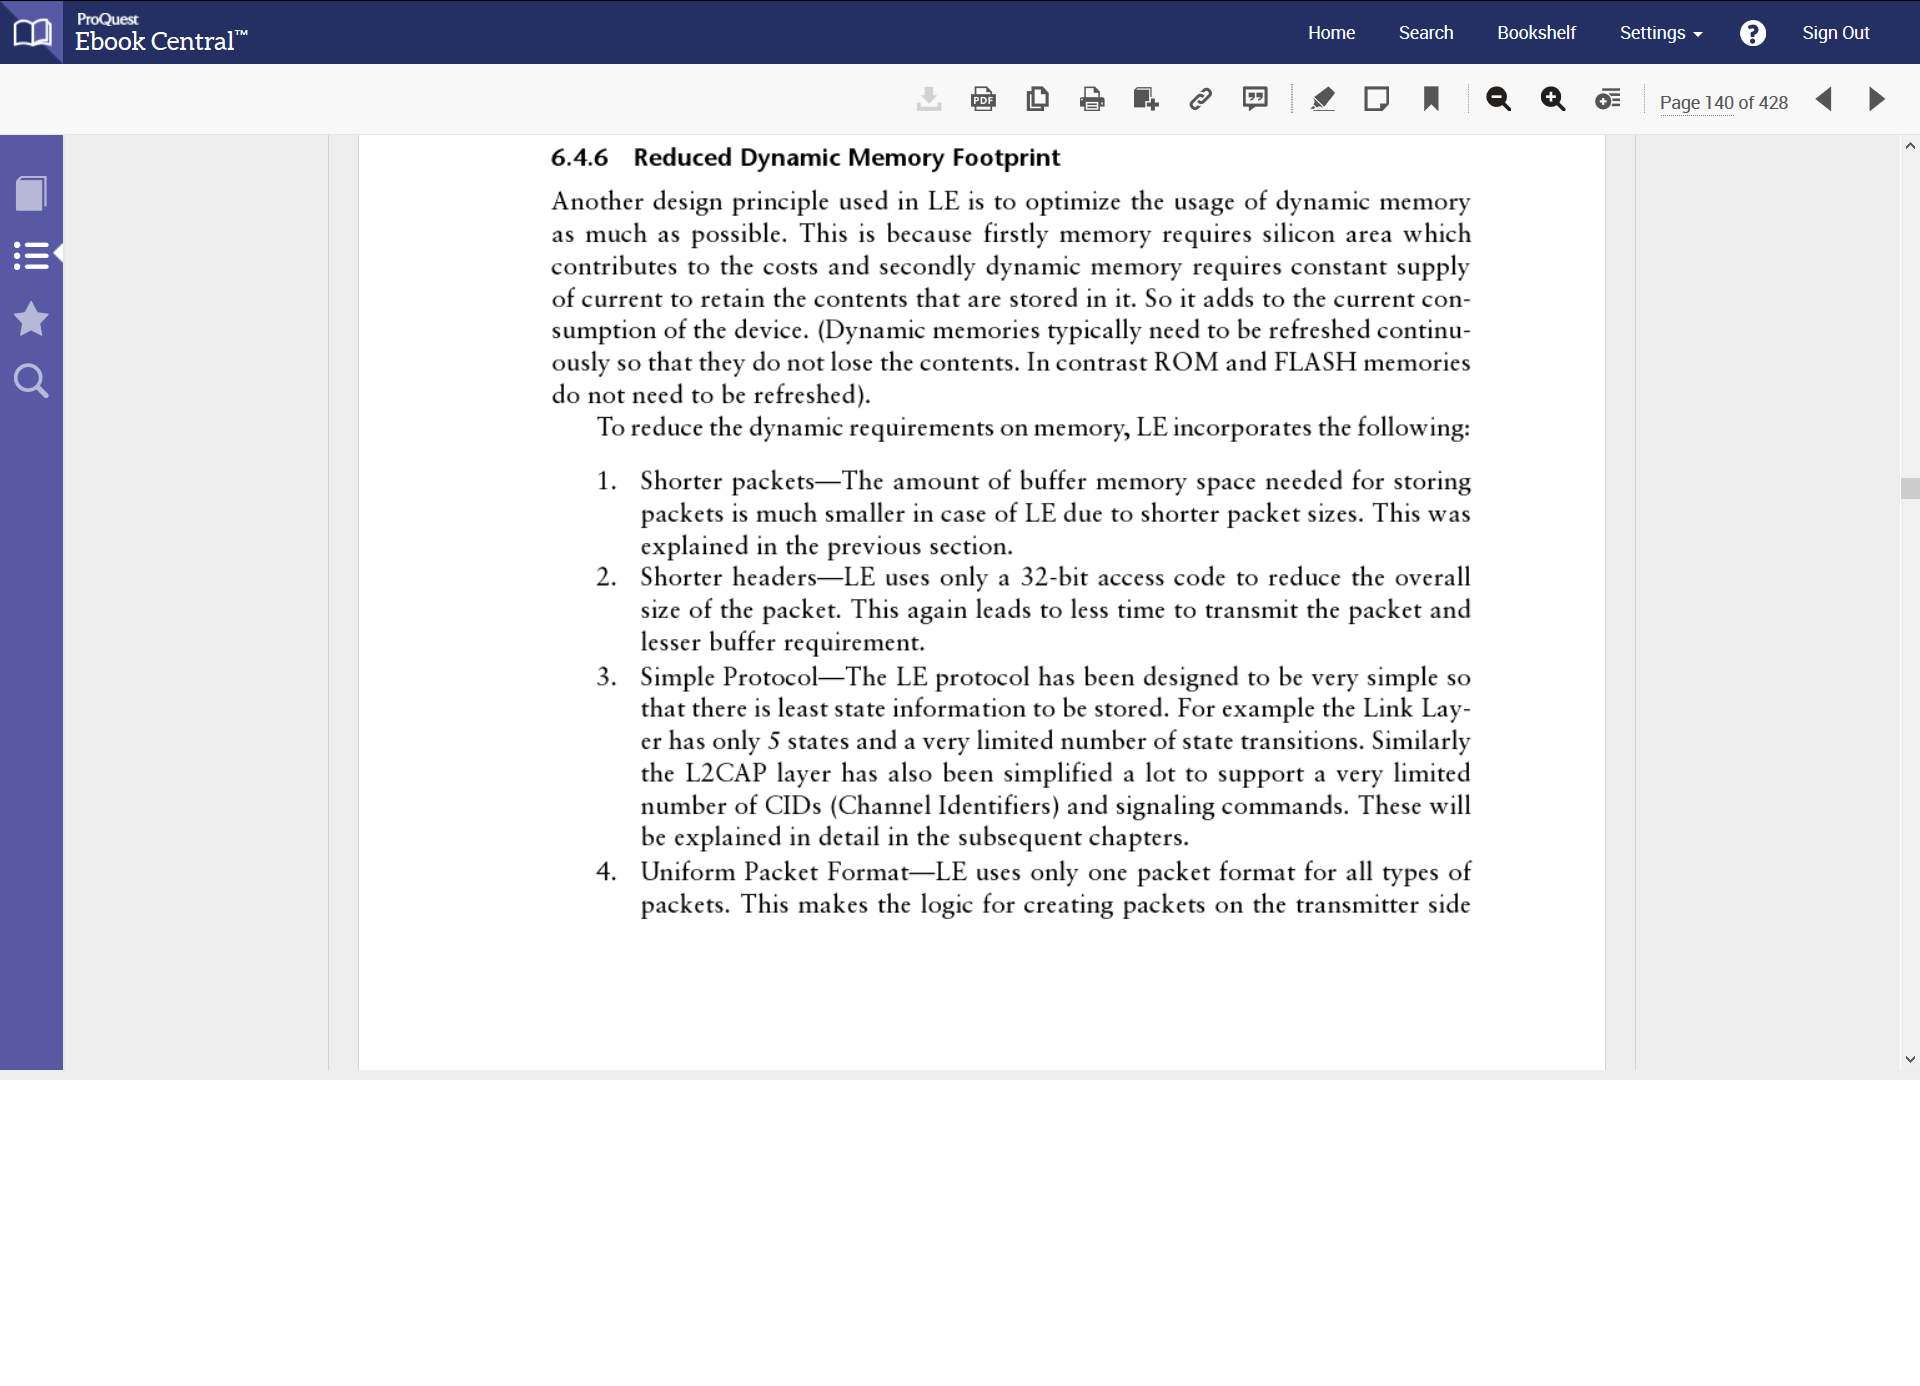 ProQuest
Ebook Central™
Home Search Bookshelf Settings ? Sign Out
PDF
Page 140 of 428
6.4.6 Reduced Dynamic Memory Footprint
Another design principle used in LE is to optimize the usage of dynamic memory
as much as possible. This is because firstly memory requires silicon area which
contributes to the costs and secondly dynamic memory requires constant supply
of current to retain the contents that are stored in it. So it adds to the current con-
sumption of the device. (Dynamic memories typically need to be refreshed continu-
ously so that they do not lose the contents. In contrast ROM and FLASH memories
do not need to be refreshed).
To reduce the dynamic requirements on memory, LE incorporates the following:
1. Shorter packets—The amount of buffer memory space needed for storing
packets is much smaller in case of LE due to shorter packet sizes. This was
explained in the previous section.
2. Shorter headers—LE uses only a 32-bit access code to reduce the overall
size of the packet. This again leads to less time to transmit the packet and
lesser buffer requirement.
3. Simple Protocol—The LE protocol has been designed to be very simple so
that there is least state information to be stored. For example the Link Lay-
er has only 5 states and a very limited number of state transitions. Similarly
the L2CAP layer has also been simplified a lot to support a very limited
number of CIDs (Channel Identifiers) and signaling commands. These will
be explained in detail in the subsequent chapters.
4. Uniform Packet Format—LE uses only one packet format for all types of
packets. This makes the logic for creating packets on the transmitter side